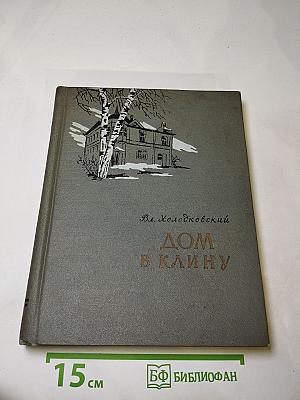 Вл. Холодковский
ДОМ
В КЛИНУ
15 см
БФ БИБЛИОФАН